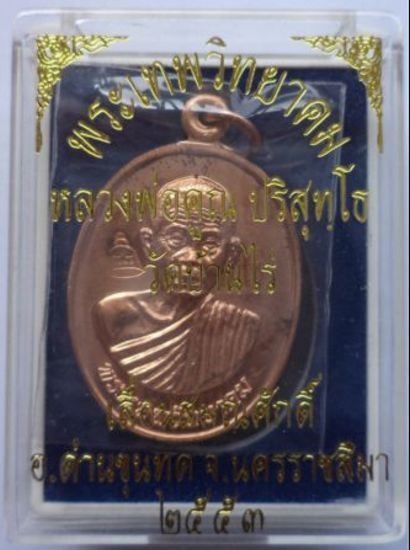 พระเทพวิทยาคม
หลวงพ่อคูณ ปริสุทฺโธ
วัดบ้านไร่
เลื่อนสมณศักดิ์
อ.ด่านขุนทด จ.นครราชสีมา
๒๕๕๓